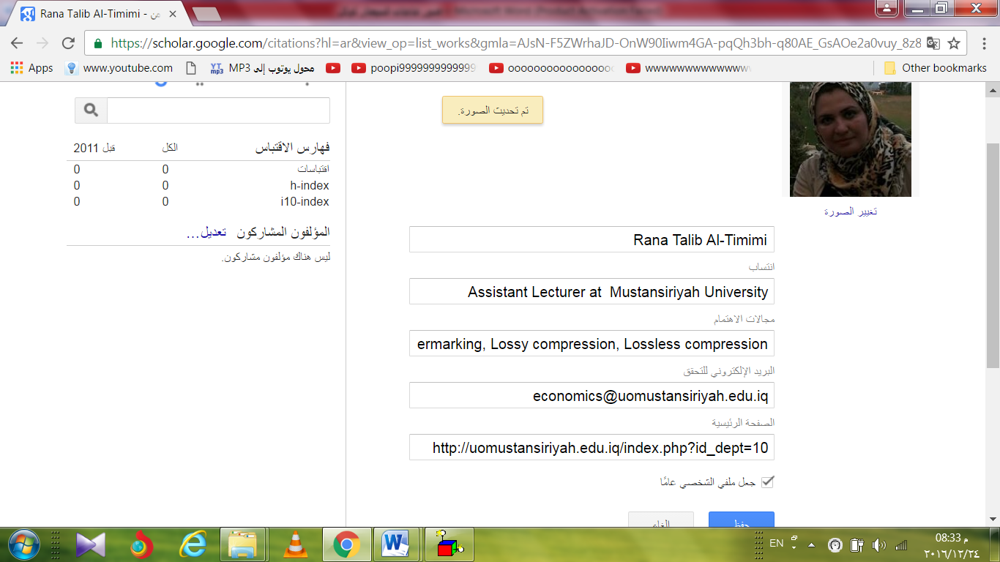 Rana Talib Al-Timimi - من
https://scholar.google.com/citations?hl=ar&view_op=list_works&gmla=AJsN-F5ZWrhaJD-OnW90Iiwm4GA-pqQh3bh-q80AE_GsAOe2a0vuy_8z8
Apps www.youtube.com محول يوتوب إلى MP3 poopi9999999999999 oooooooooooooooooo wwwwwwwwwwwww Other bookmarks
تم تحديث الصورة.
تغيير الصورة
Rana Talib Al-Timimi
انتساب
Assistant Lecturer at Mustansiriyah University
مجالات الاهتمام
ermarking, Lossy compression, Lossless compression
البريد الإلكتروني للتحقق
economics@uomustansiriyah.edu.iq
الصفحة الرئيسية
http://uomustansiriyah.edu.iq/index.php?id_dept=10
جعل ملفي الشخصي عامًا
حفظ إلغاء
فهارس الاقتباس الكل قبل 2011
اقتباسات 0 0
h-index 0 0
i10-index 0 0
المؤلفون المشاركون تعديل...
ليس هناك مؤلفون مشاركون.
EN
08:33 م
٢٠١٦/١٢/٢٤